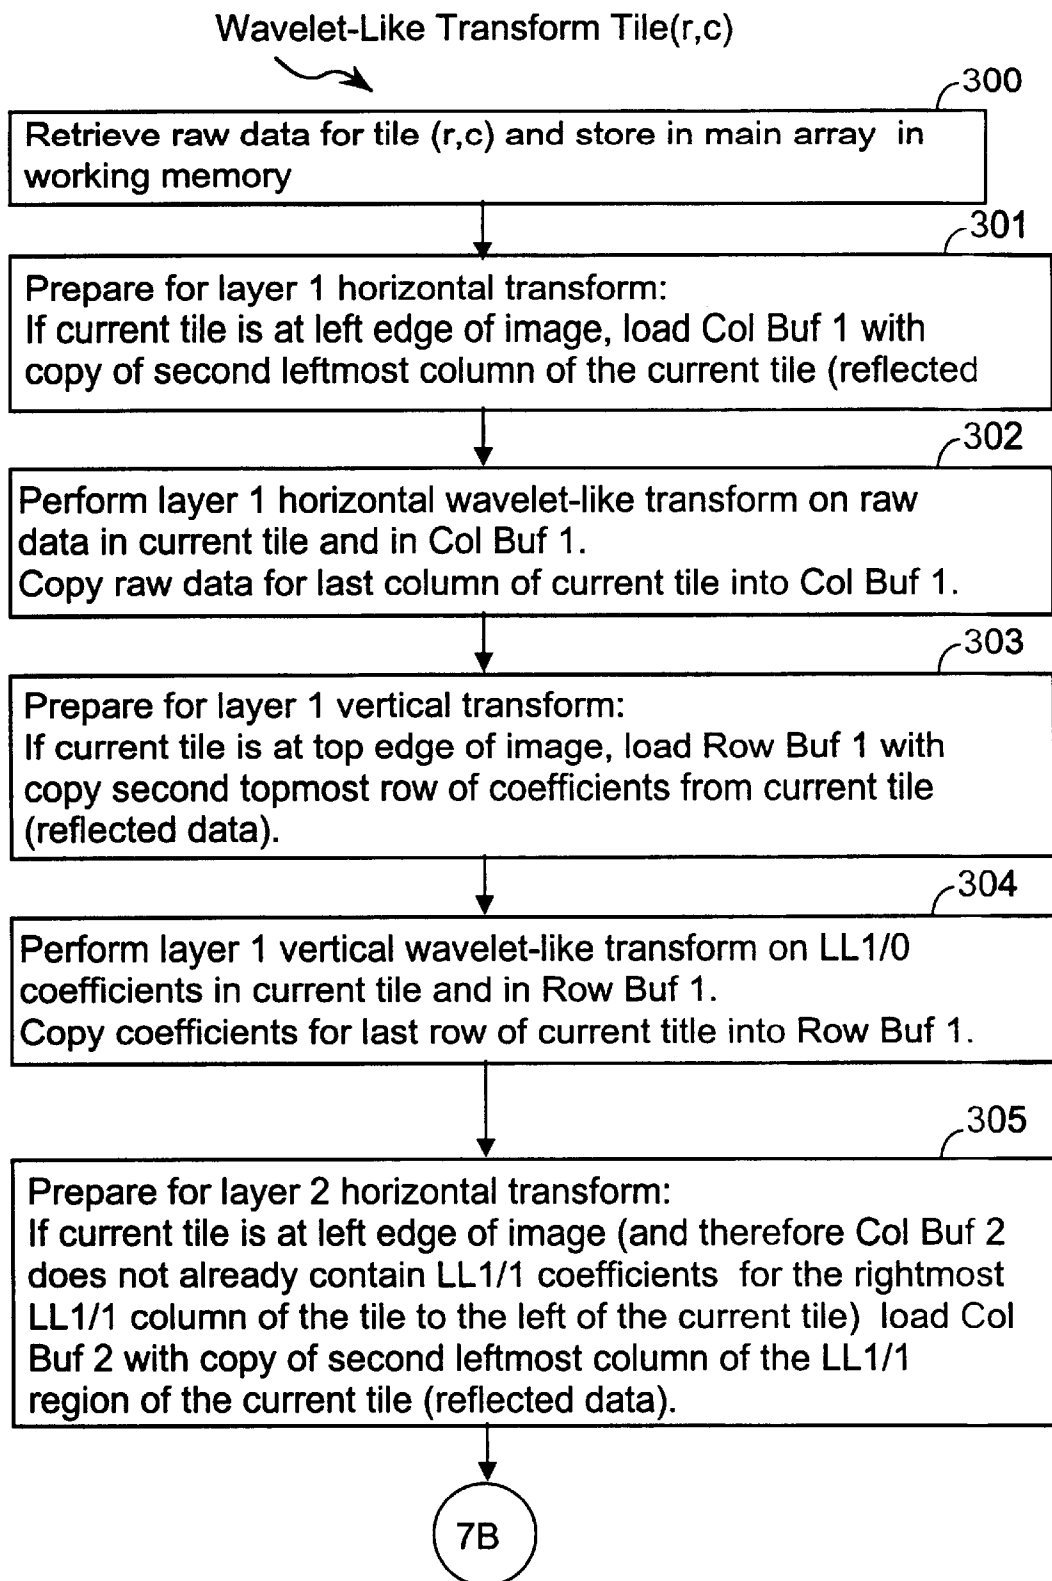 Wavelet-Like Transform Tile(r,c)
300
Retrieve raw data for tile (r,c) and store in main array in
working memory
301
Prepare for layer 1 horizontal transform:
If current tile is at left edge of image, load Col Buf 1 with
copy of second leftmost column of the current tile (reflected
302
Perform layer 1 horizontal wavelet-like transform on raw
data in current tile and in Col Buf 1.
Copy raw data for last column of current tile into Col Buf 1.
303
Prepare for layer 1 vertical transform:
If current tile is at top edge of image, load Row Buf 1 with
copy second topmost row of coefficients from current tile
(reflected data).
304
Perform layer 1 vertical wavelet-like transform on LL1/0
coefficients in current tile and in Row Buf 1.
Copy coefficients for last row of current title into Row Buf 1.
305
Prepare for layer 2 horizontal transform:
If current tile is at left edge of image (and therefore Col Buf 2
does not already contain LL1/1 coefficients for the rightmost
LL1/1 column of the tile to the left of the current tile) load Col
Buf 2 with copy of second leftmost column of the LL1/1
region of the current tile (reflected data).
7B